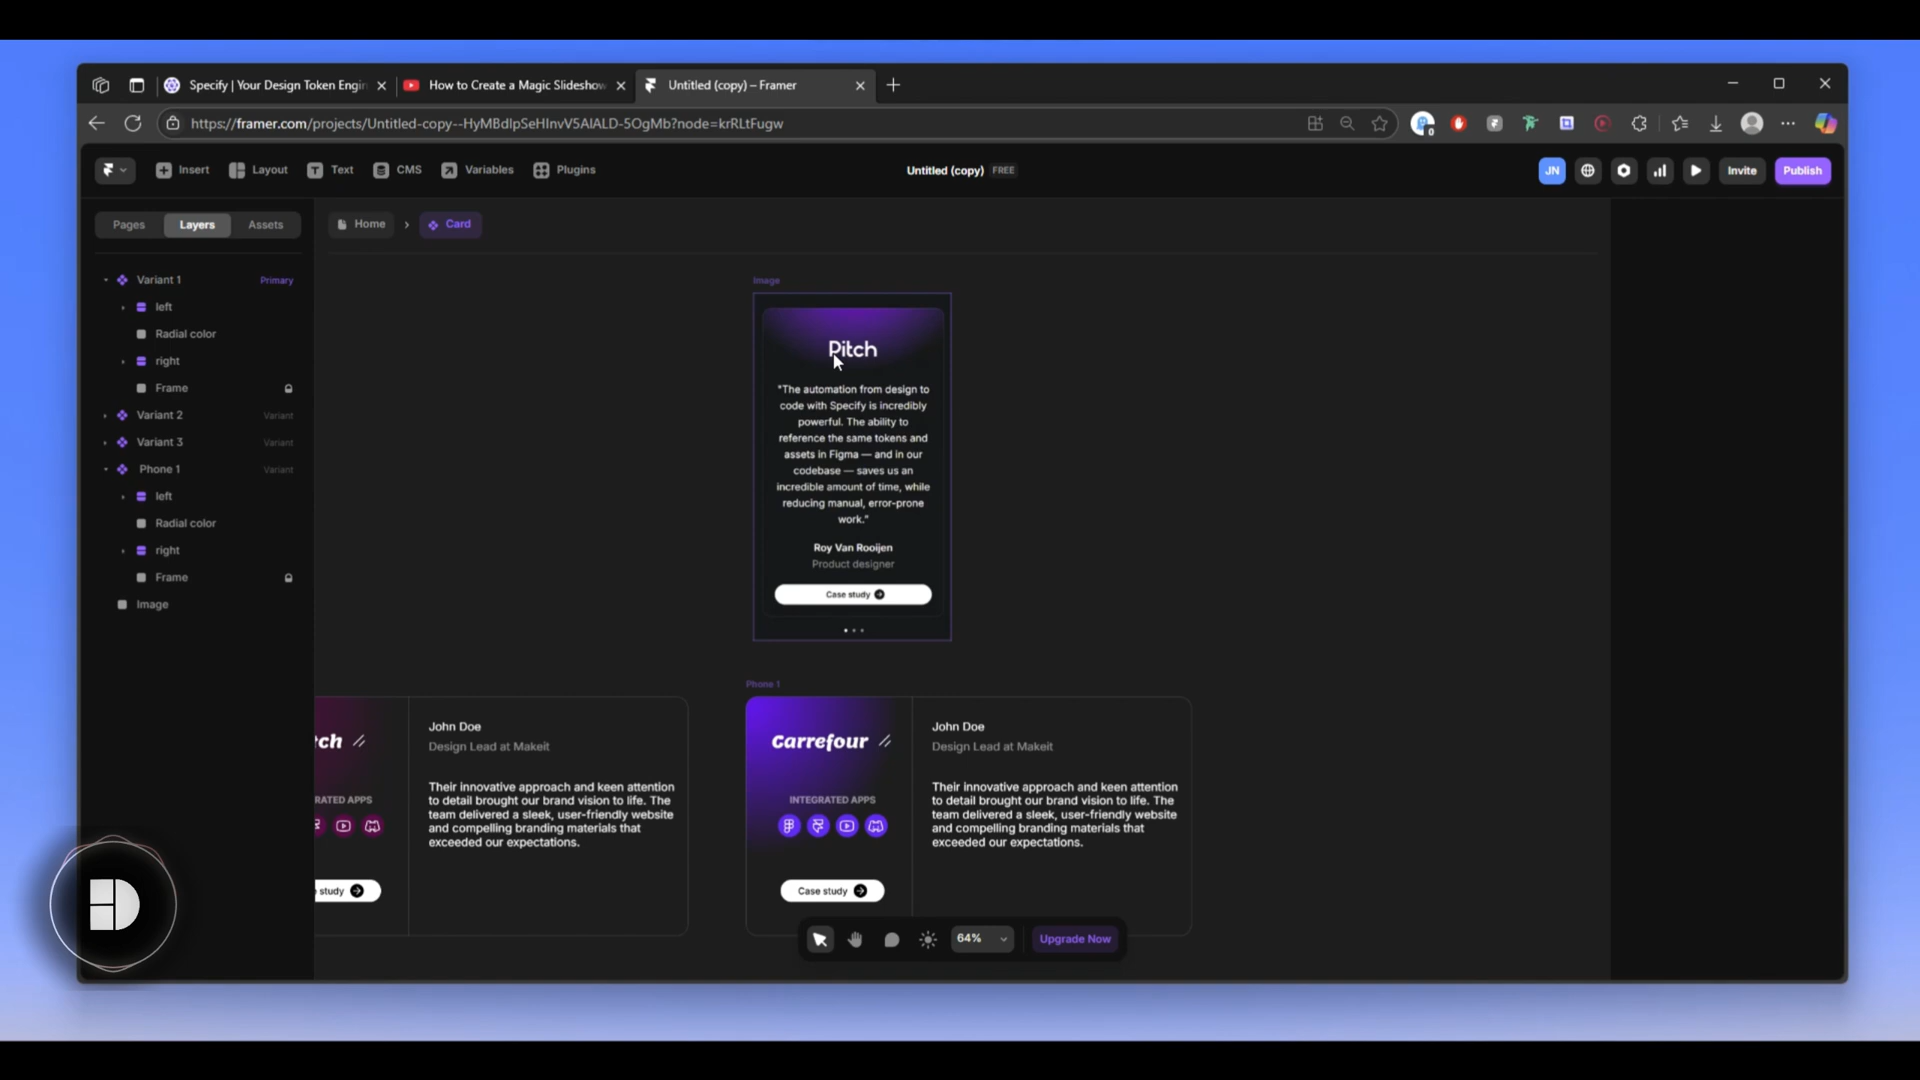 Specify | Your Design Token Engin
How to Create a Magic Slideshow
Untitled (copy) – Framer
https://framer.com/projects/Untitled-copy--HyMBdlpSeHInvV5AIALD-5OgMb?node=krRLtFugw
Insert
Layout
Text
CMS
Variables
Plugins
Untitled (copy) FREE
JN
Invite
Publish
Pages
Layers
Assets
Home
Card
Variant 1 Primary
left
Radial color
right
Frame
Variant 2 Variant
Variant 3 Variant
Phone 1 Variant
left
Radial color
right
Frame
Image
Image
Pitch
"The automation from design to
code with Specify is incredibly
powerful. The ability to
reference the same tokens and
assets in Figma — and in our
codebase — saves us an
incredible amount of time, while
reducing manual, error-prone
work."
Roy Van Rooijen
Product designer
Case study
tch
RATED APPS
study
John Doe
Design Lead at Makeit
Their innovative approach and keen attention
to detail brought our brand vision to life. The
team delivered a sleek, user-friendly website
and compelling branding materials that
exceeded our expectations.
Phone 1
Carrefour
INTEGRATED APPS
Case study
John Doe
Design Lead at Makeit
Their innovative approach and keen attention
to detail brought our brand vision to life. The
team delivered a sleek, user-friendly website
and compelling branding materials that
exceeded our expectations.
64%
Upgrade Now